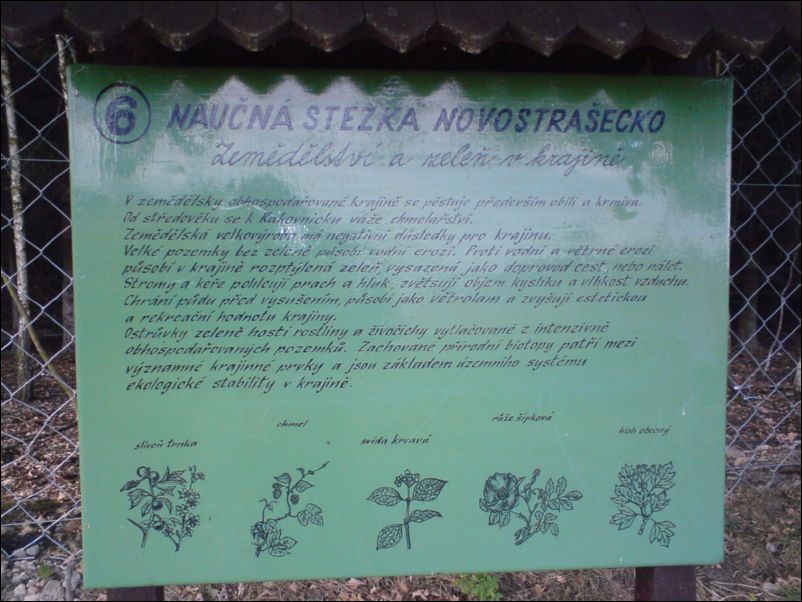 6 NAUČNÁ STEZKA NOVOSTRAŠECKO
Zemědělství a zeleň v krajině
V zemědělsky obhospodařované krajině se pěstuje především obilí a krmiva.
Od středověku se k Rakovnicku váže chmelařství.
Zemědělská velkovýroba má negativní důsledky pro krajinu.
Velké pozemky bez zeleně působí vodní erozi. Proti vodní a větrné erozi
působí v krajině rozptýlená zeleň, vysazená jako doprovod cest, nebo nálet.
Stromy a keře pohlcují prach a hluk, zvětšují objem kyslíku a vlhkost vzduchu.
Chrání půdu před vysušením, působí jako větrolam a zvyšují estetickou
a rekreační hodnotu krajiny.
Ostrůvky zeleně hostí rostliny a živočichy vytlačované z intenzivně
obhospodařovaných pozemků. Zachované přírodní biotopy patří mezi
významné krajinné prvky a jsou základem územního systému
ekologické stability v krajině.
slivoň trnka
chmel
svída krvavá
růže šípková
hloh obecný